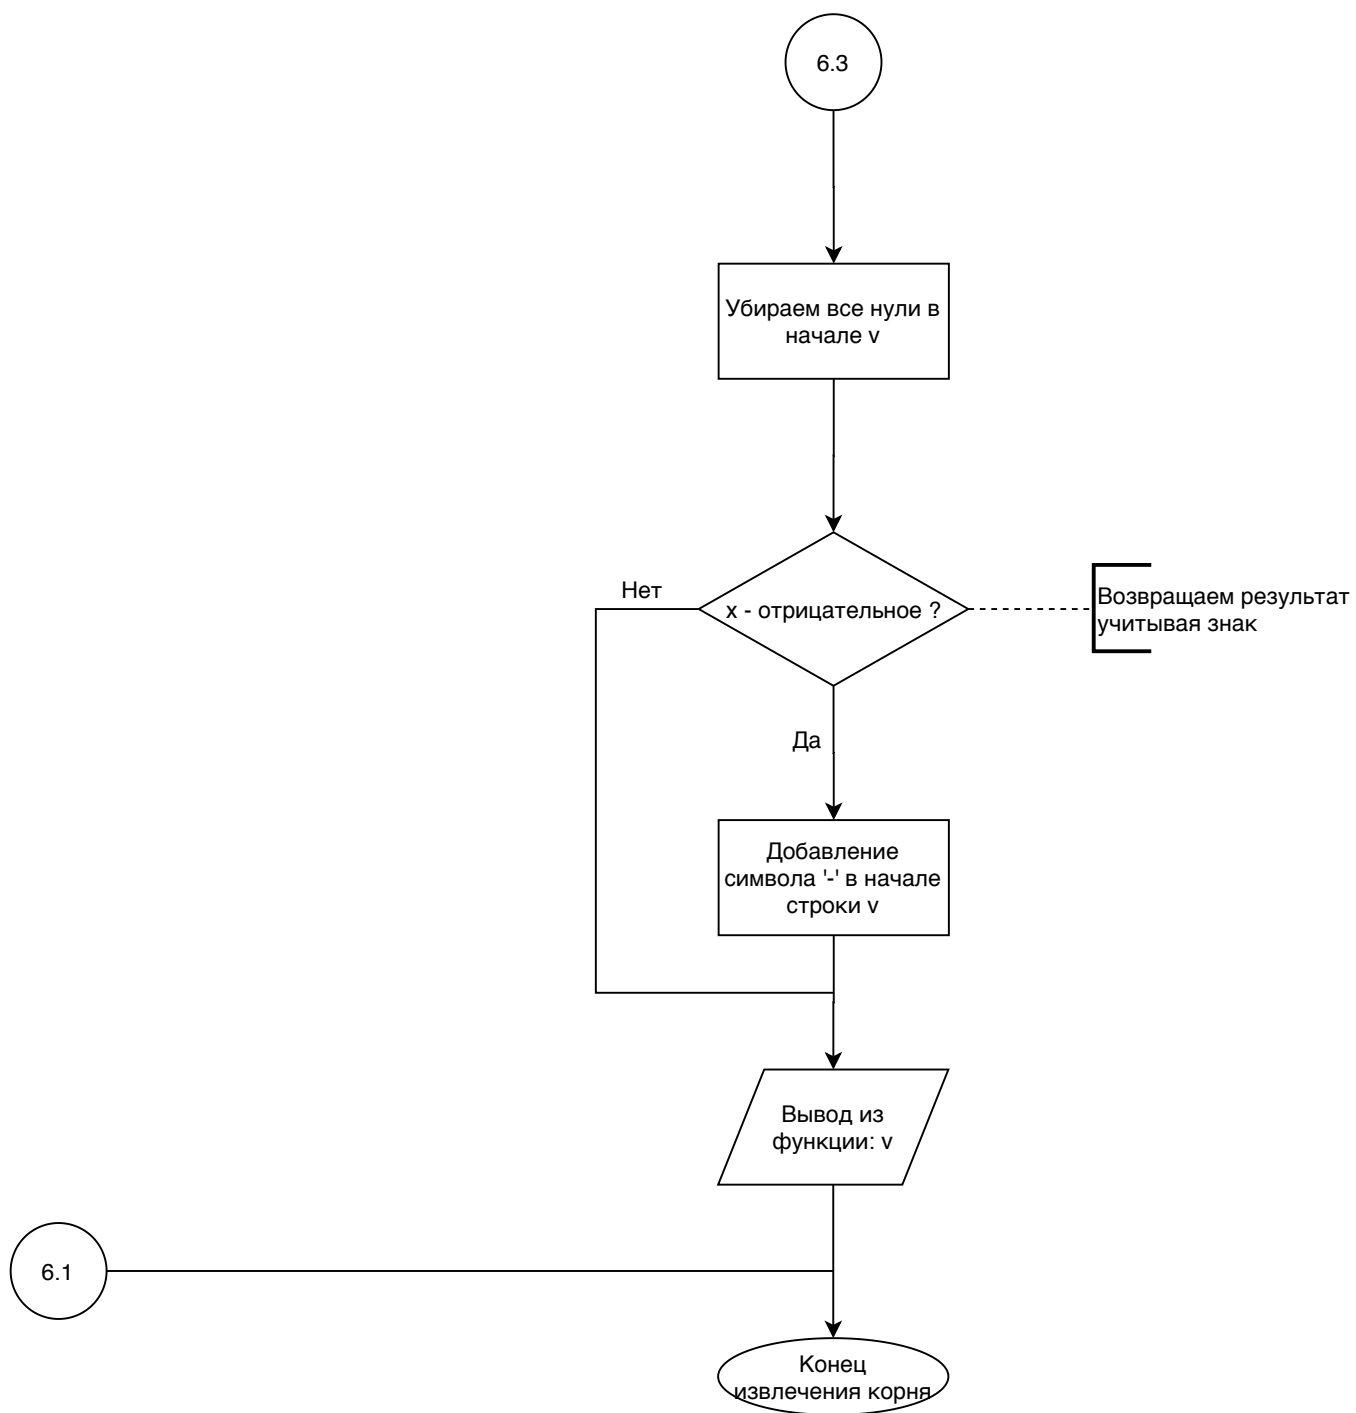 6.3
Убираем все нули в
начале v
Нет
x - отрицательное ?
Возвращаем результат
учитывая знак
Да
Добавление
символа '-' в начале
строки v
Вывод из
функции: v
6.1
Конец
извлечения корня